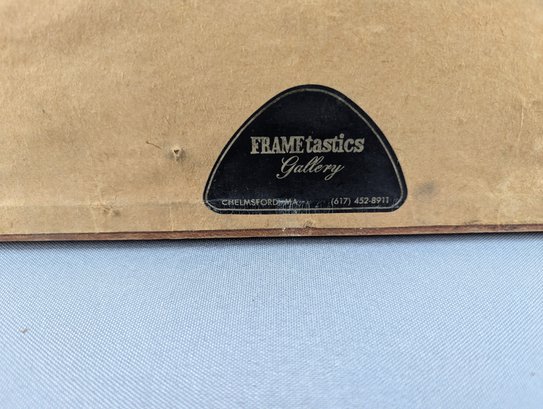 FRAMEtastics
Gallery
CHELMSFORD, MA. (617) 452-8911